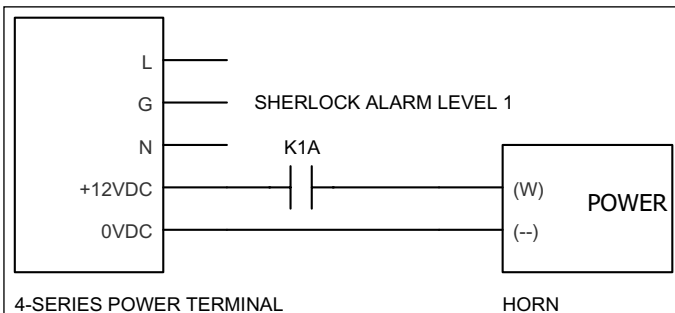 L
G SHERLOCK ALARM LEVEL 1
N K1A
+12VDC (W) POWER
0VDC (--)
4-SERIES POWER TERMINAL HORN